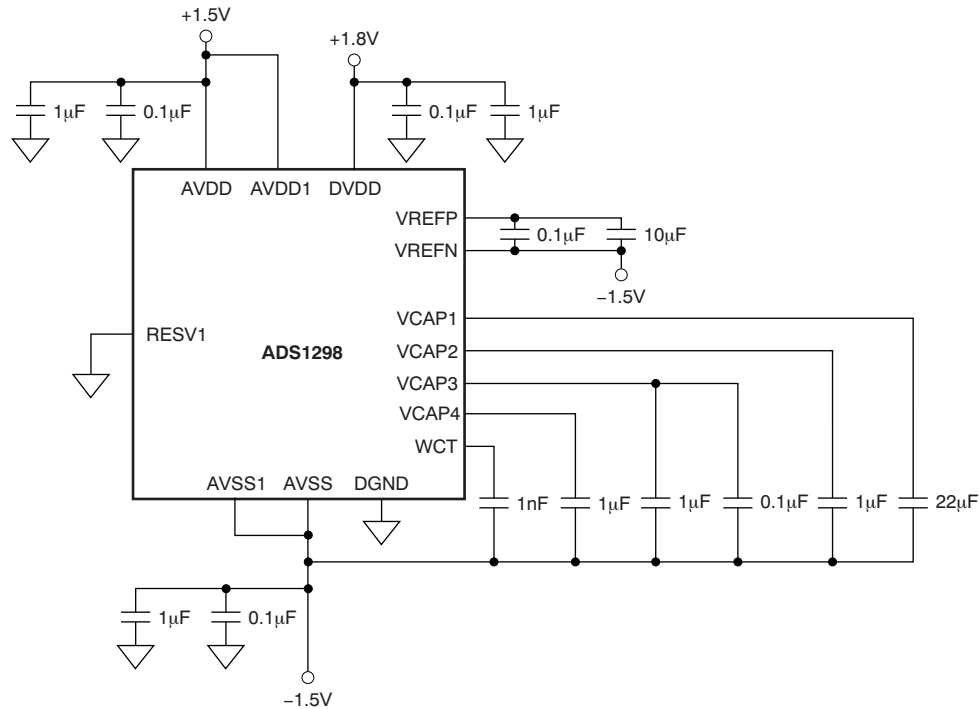 +1.5V
+1.8V
1μF
0.1μF
0.1μF
1μF
AVDD
AVDD1
DVDD
VREFP
VREFN
0.1μF
10μF
−1.5V
RESV1
ADS1298
VCAP1
VCAP2
VCAP3
VCAP4
WCT
AVSS1
AVSS
DGND
1nF
1μF
1μF
0.1μF
1μF
22μF
1μF
0.1μF
−1.5V